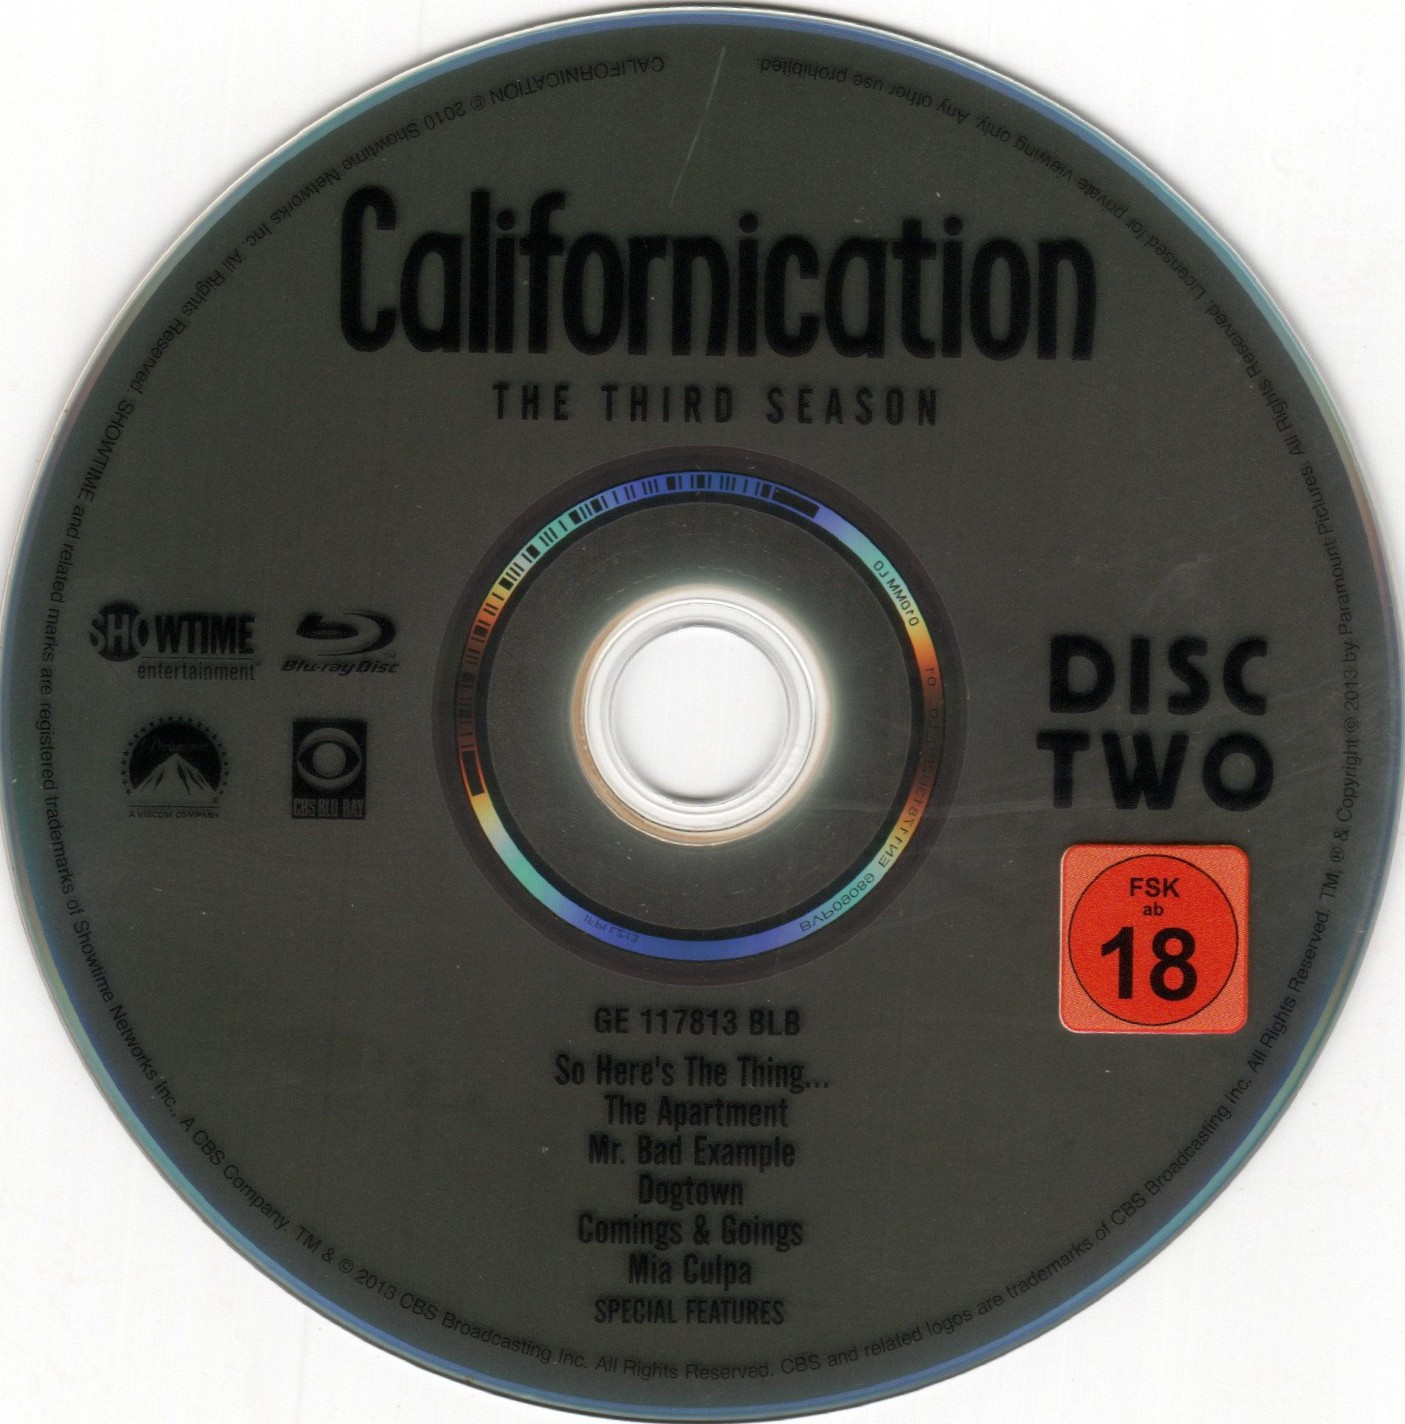 Californication
THE THIRD SEASON
SHOWTIME
entertainment
Blu-ray Disc
Paramount
A VIACOM COMPANY
CBS BLU-RAY
DISC
TWO
FSK
ab
18
GE 117813 BLB
So Here's The Thing...
The Apartment
Mr. Bad Example
Dogtown
Comings & Goings
Mia Culpa
SPECIAL FEATURES
CALIFORNICATION © 2010 Showtime Networks Inc. All Rights Reserved. SHOWTIME and related marks are registered trademarks of Showtime Networks Inc., A CBS Company. TM & © 2013 CBS Broadcasting Inc. All Rights Reserved. CBS and related logos are trademarks of CBS Broadcasting Inc. All Rights Reserved. TM, ® & Copyright © 2013 by Paramount Pictures. All Rights Reserved. Licensed for private viewing only. Any other use prohibited.